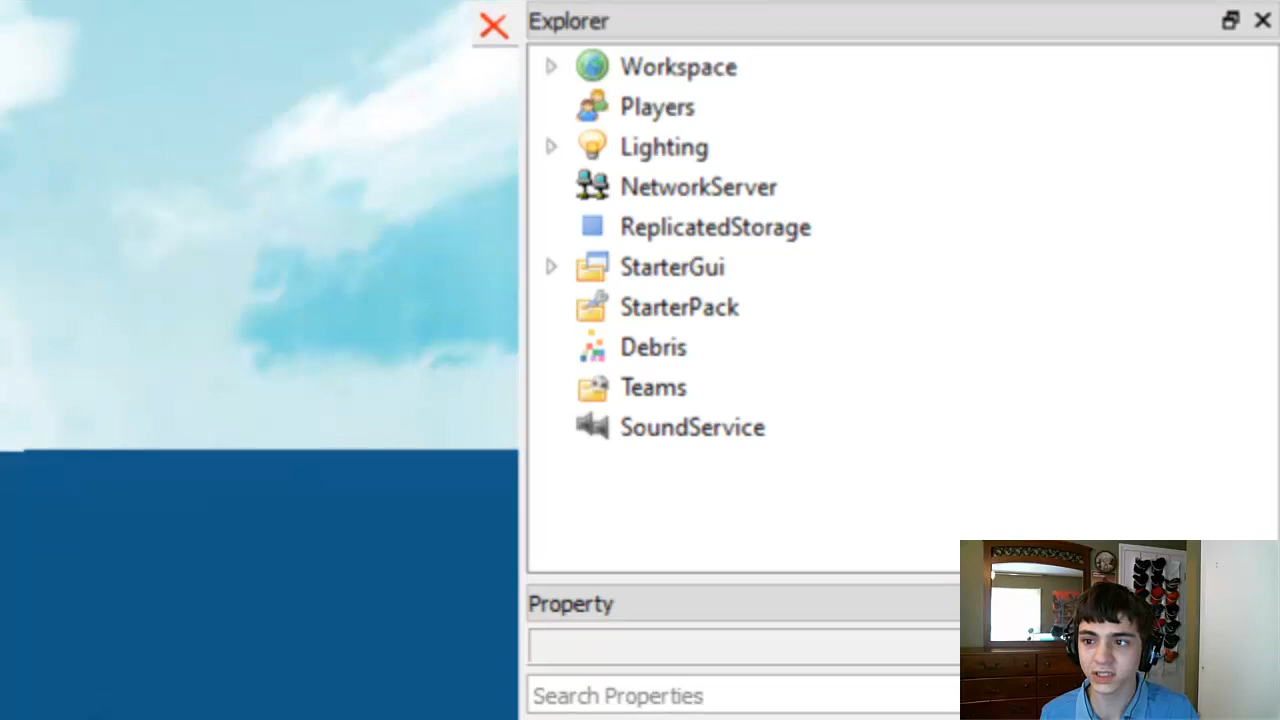 Explorer
Workspace
Players
Lighting
NetworkServer
ReplicatedStorage
StarterGui
StarterPack
Debris
Teams
SoundService
Property
Search Properties